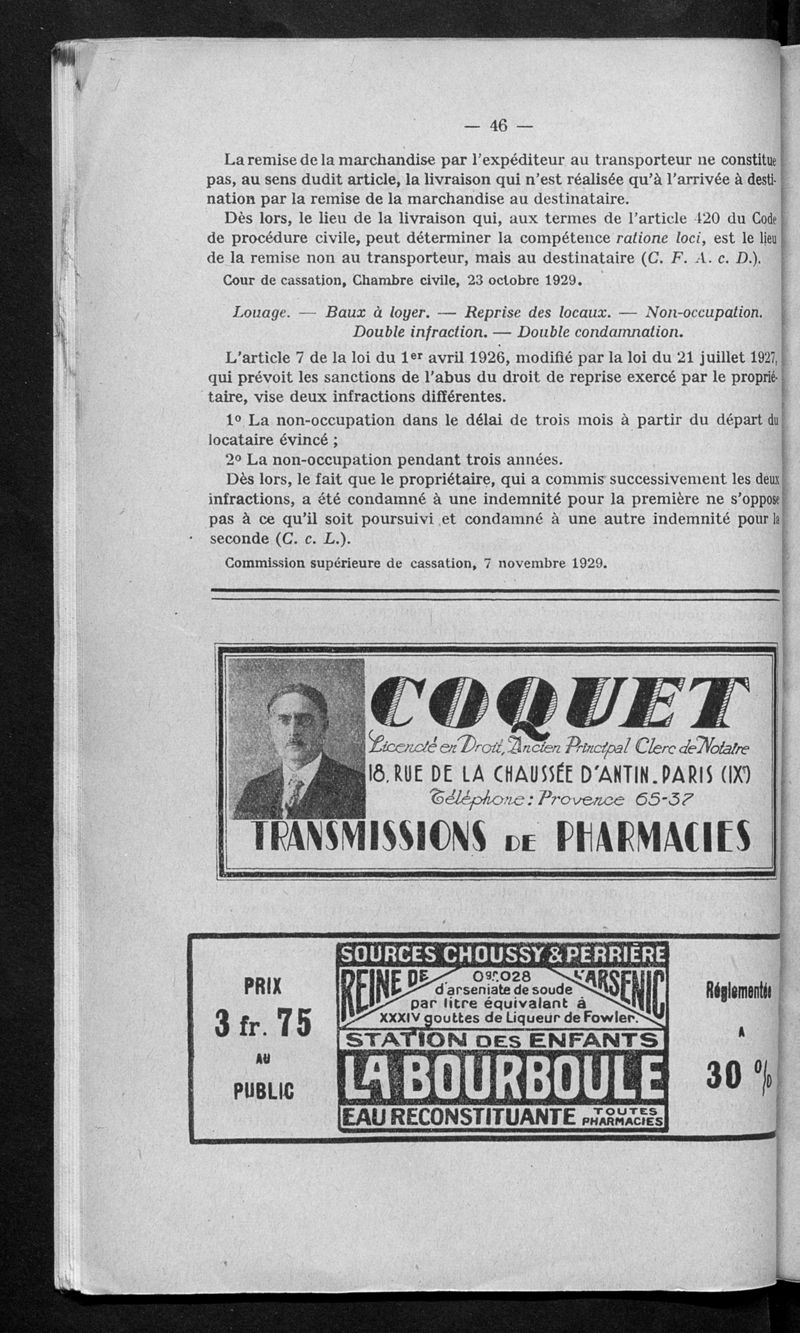 — 46 —
La remise de la marchandise par l'expéditeur au transporteur ne constitue
pas, au sens dudit article, la livraison qui n'est réalisée qu'à l'arrivée à desti-
nation par la remise de la marchandise au destinataire.
Dès lors, le lieu de la livraison qui, aux termes de l'article 420 du Code
de procédure civile, peut déterminer la compétence ratione loci, est le lieu
de la remise non au transporteur, mais au destinataire (C. F. A. c. D.).
Cour de cassation, Chambre civile, 23 octobre 1929.
Louage. — Baux à loyer. — Reprise des locaux. — Non-occupation.
Double infraction. — Double condamnation.
L'article 7 de la loi du 1er avril 1926, modifié par la loi du 21 juillet 1927,
qui prévoit les sanctions de l'abus du droit de reprise exercé par le proprié-
taire, vise deux infractions différentes.
1º La non-occupation dans le délai de trois mois à partir du départ du
locataire évincé ;
2º La non-occupation pendant trois années.
Dès lors, le fait que le propriétaire, qui a commis successivement les deux
infractions, a été condamné à une indemnité pour la première ne s'oppose
pas à ce qu'il soit poursuivi et condamné à une autre indemnité pour la
seconde (C. c. L.).
Commission supérieure de cassation, 7 novembre 1929.
COQUET
Licencié en Droit, Ancien Principal Clerc de Notaire
18, RUE DE LA CHAUSSÉE D'ANTIN. PARIS (IXe)
Téléphone : Provence 65-37
TRANSMISSIONS DE PHARMACIES
PRIX
3 fr. 75
AU
PUBLIC
SOURCES CHOUSSY & PERRIÈRE
REINE DE L'ARSENIC
0gr.028
d'arseniate de soude
par litre équivalent à
XXXIV gouttes de Liqueur de Fowler.
STATION DES ENFANTS
LA BOURBOULE
EAU RECONSTITUANTE TOUTES PHARMACIES
Réglementée
A
30 %